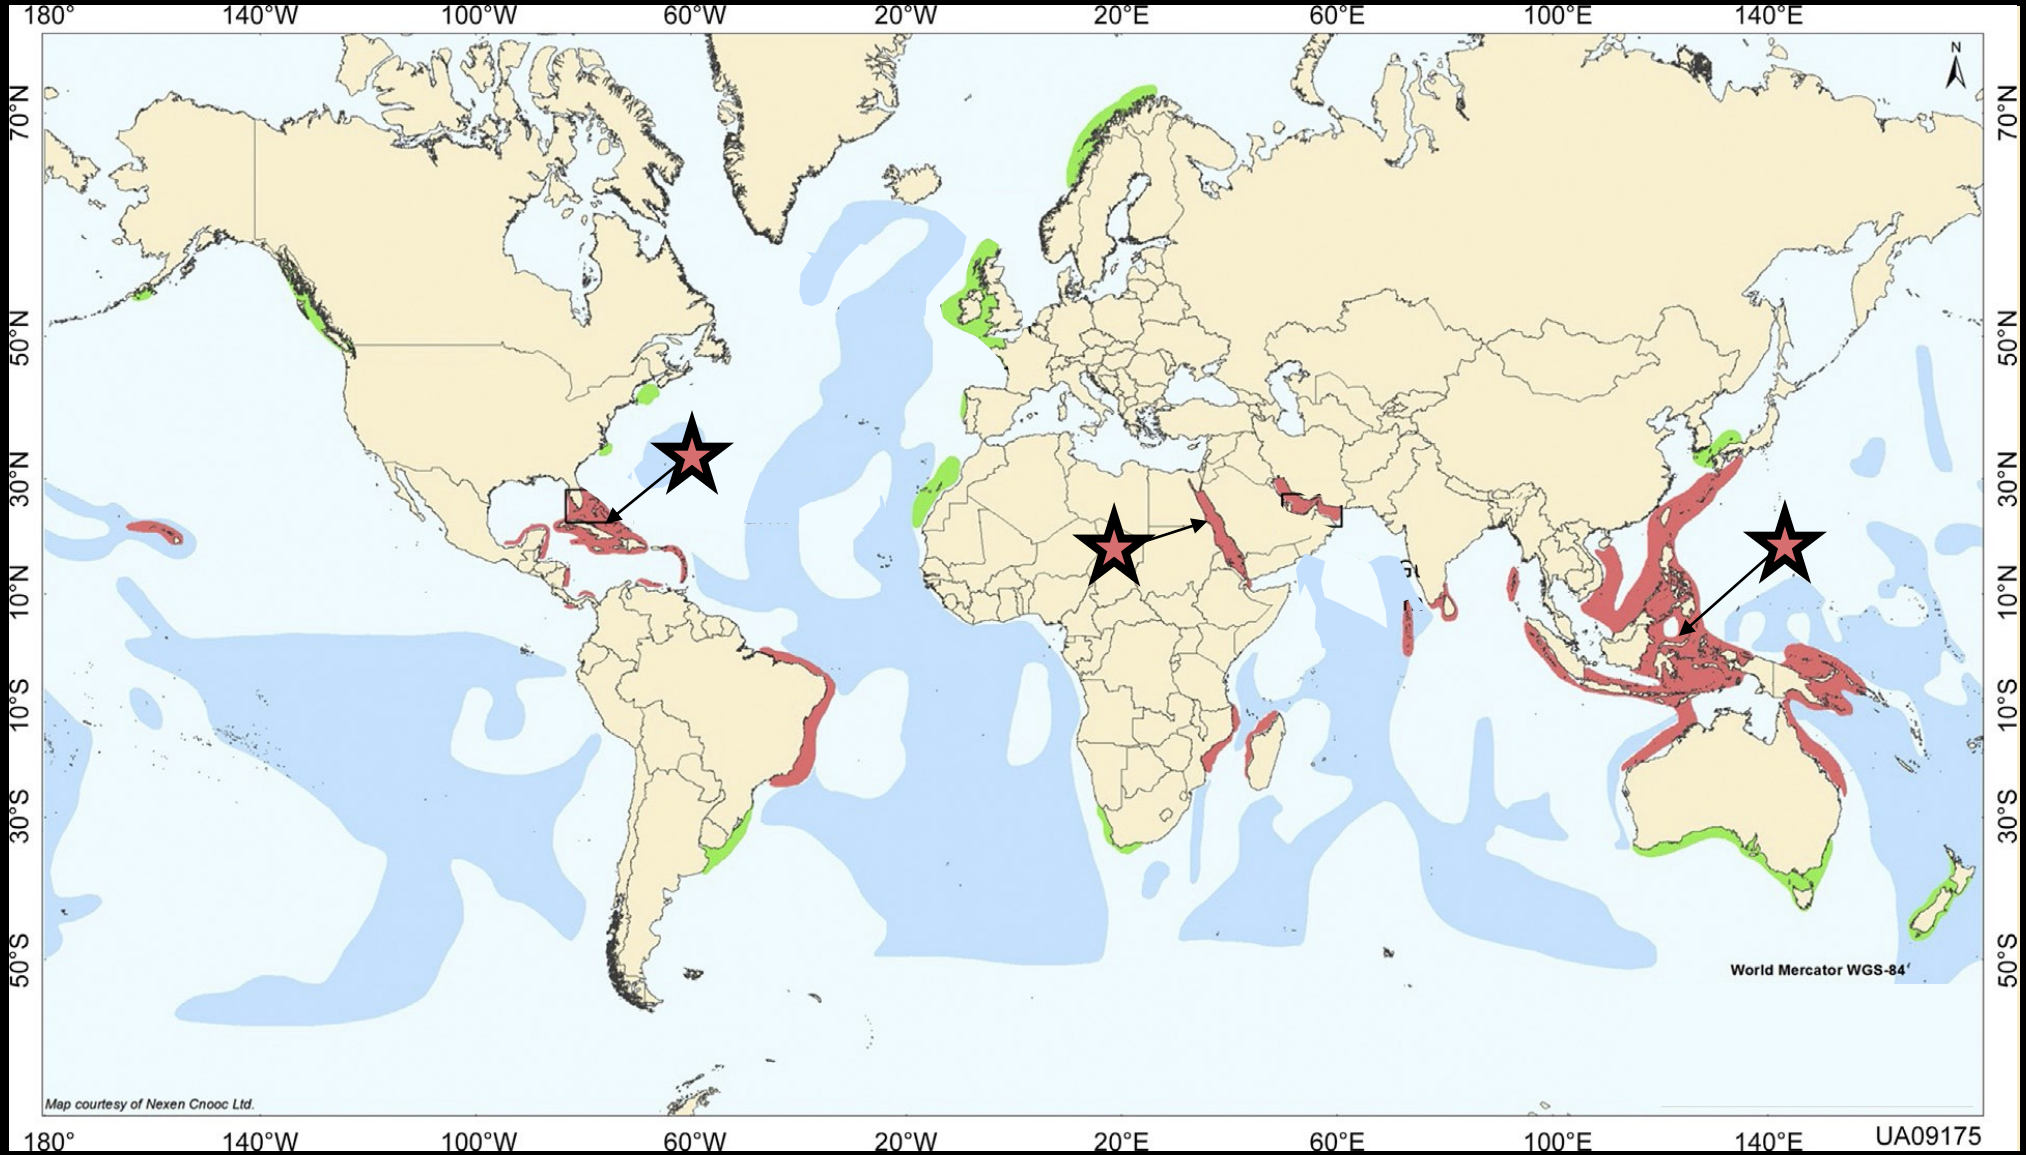 180° 140°W 100°W 60°W 20°W 20°E 60°E 100°E 140°E
N
70°N 70°N
50°N 50°N
30°N 30°N
10°N 10°N
10°S 10°S
30°S 30°S
50°S 50°S
World Mercator WGS-84
Map courtesy of Nexen Cnooc Ltd.
180° 140°W 100°W 60°W 20°W 20°E 60°E 100°E 140°E
UA09175